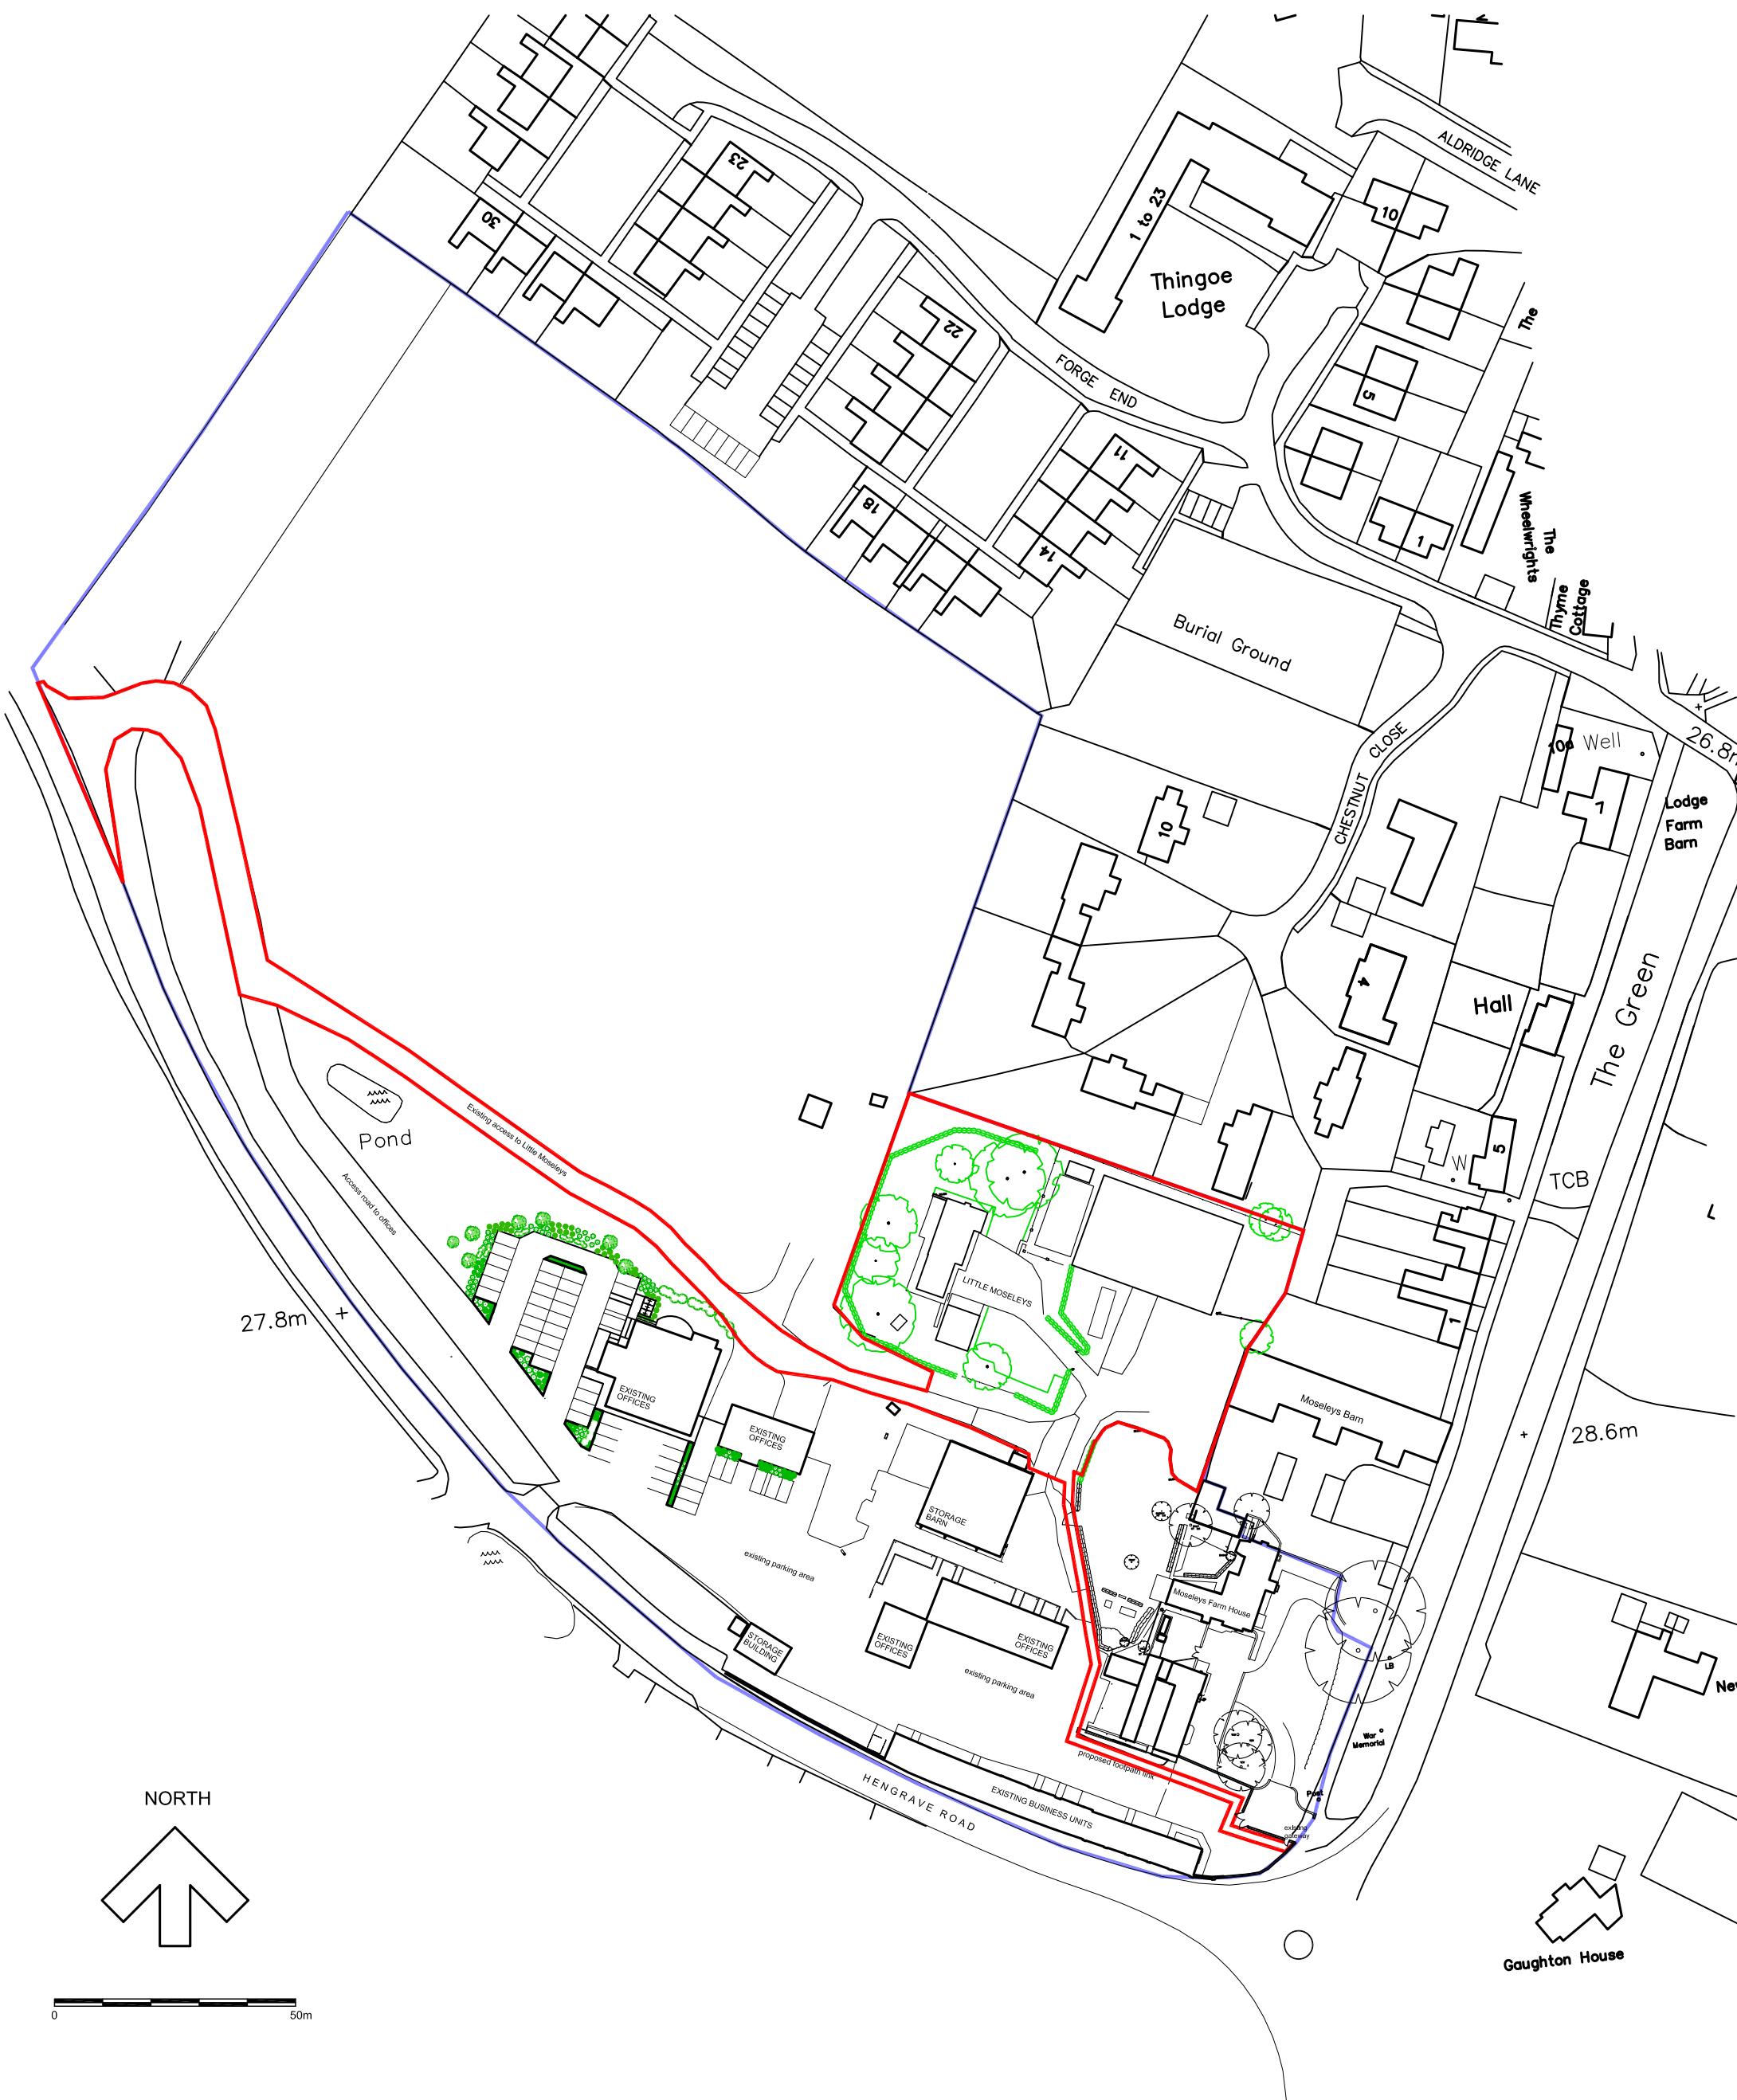 ALDRIDGE LANE
23
30
1 to 23
10
Thingoe
Lodge
The
22
FORGE END
5
11
18
14
1
The
Wheelwrights
Thyme
Cottage
Burial Ground
26.8m
10a
Well
7
Lodge
Farm
Barn
CHESTNUT CLOSE
10
4
Hall
The Green
Existing access to Little Moseleys
Pond
Access road to offices
W
5
TCB
L
LITTLE MOSELEYS
27.8m
1
EXISTING
OFFICES
Moseleys Barn
EXISTING
OFFICES
28.6m
STORAGE
BARN
existing parking area
Moseleys Farm House
STORAGE
BUILDING
EXISTING
OFFICES
EXISTING
OFFICES
existing parking area
LB
War
Memorial
proposed footpath link
HENGRAVE ROAD
EXISTING BUSINESS UNITS
Post
existing
gateway
NORTH
Gaughton House
0
50m